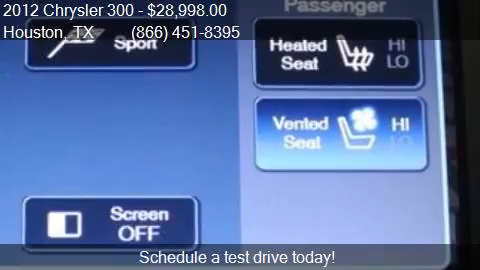 2012 Chrysler 300 - $28,998.00
Houston, TX (866) 451-8395
Passenger
Sport
Heated Seat
HI
LO
Vented Seat
HI
LO
Screen OFF
Schedule a test drive today!